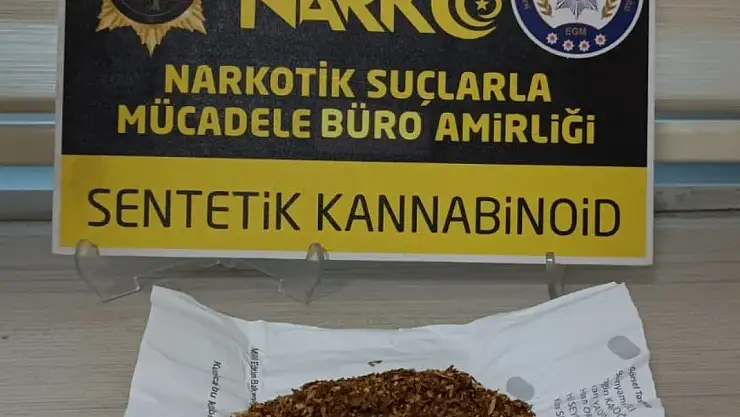 NARKO
EGM
NARKOTİK SUÇLARLA
MÜCADELE BÜRO AMİRLİĞİ
SENTETİK KANNABİNOİD